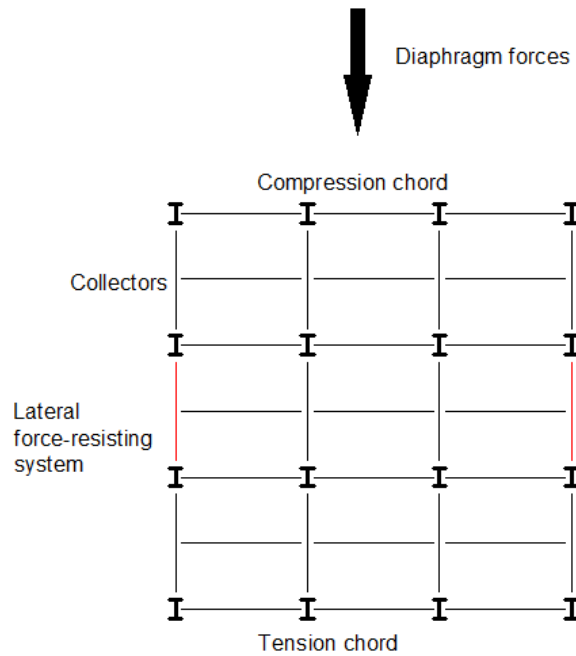 Diaphragm forces
Compression chord
Collectors
Lateral
force-resisting
system
Tension chord